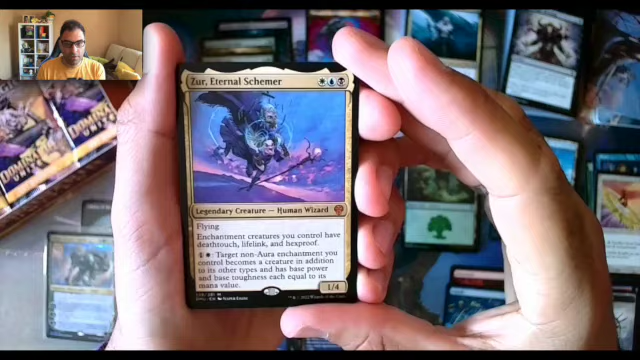 Zur, Eternal Schemer
Legendary Creature — Human Wizard
Flying
Enchantment creatures you control have
deathtouch, lifelink, and hexproof.
: Target non-Aura enchantment you
control becomes a creature in addition
to its other types and has base power
and base toughness each equal to its
mana value.
1/4